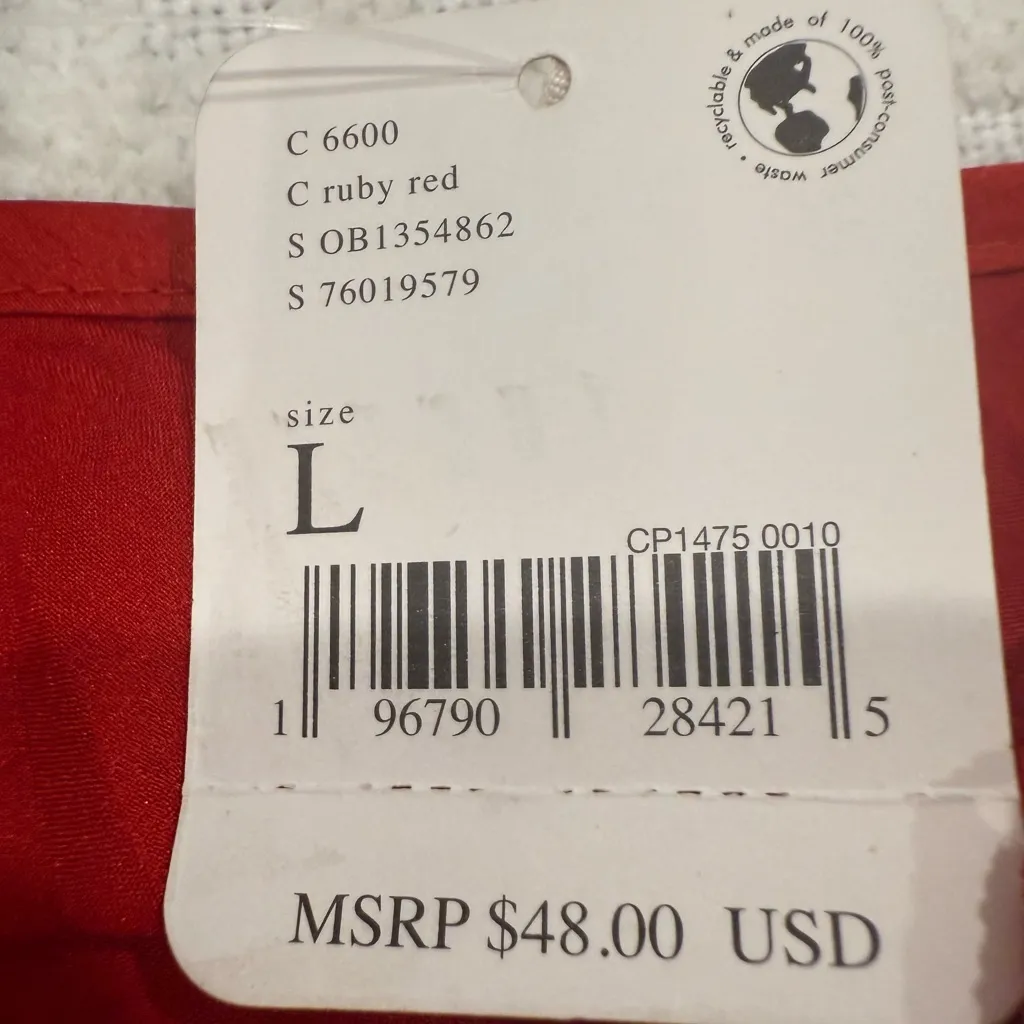 recyclable & made of 100% post-consumer waste •
C 6600
C ruby red
S OB1354862
S 76019579
size
L
CP1475 0010
1 96790 28421 5
MSRP $48.00 USD